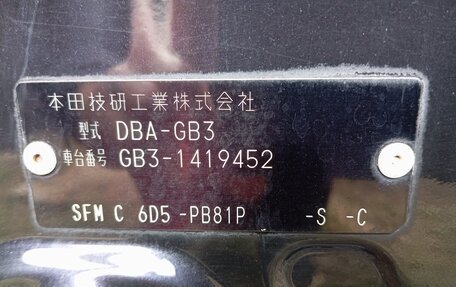 本田技研工業株式会社
型式 DBA-GB3
車台番号 GB3-1419452
SFM C 6D5 -PB81P -S -C